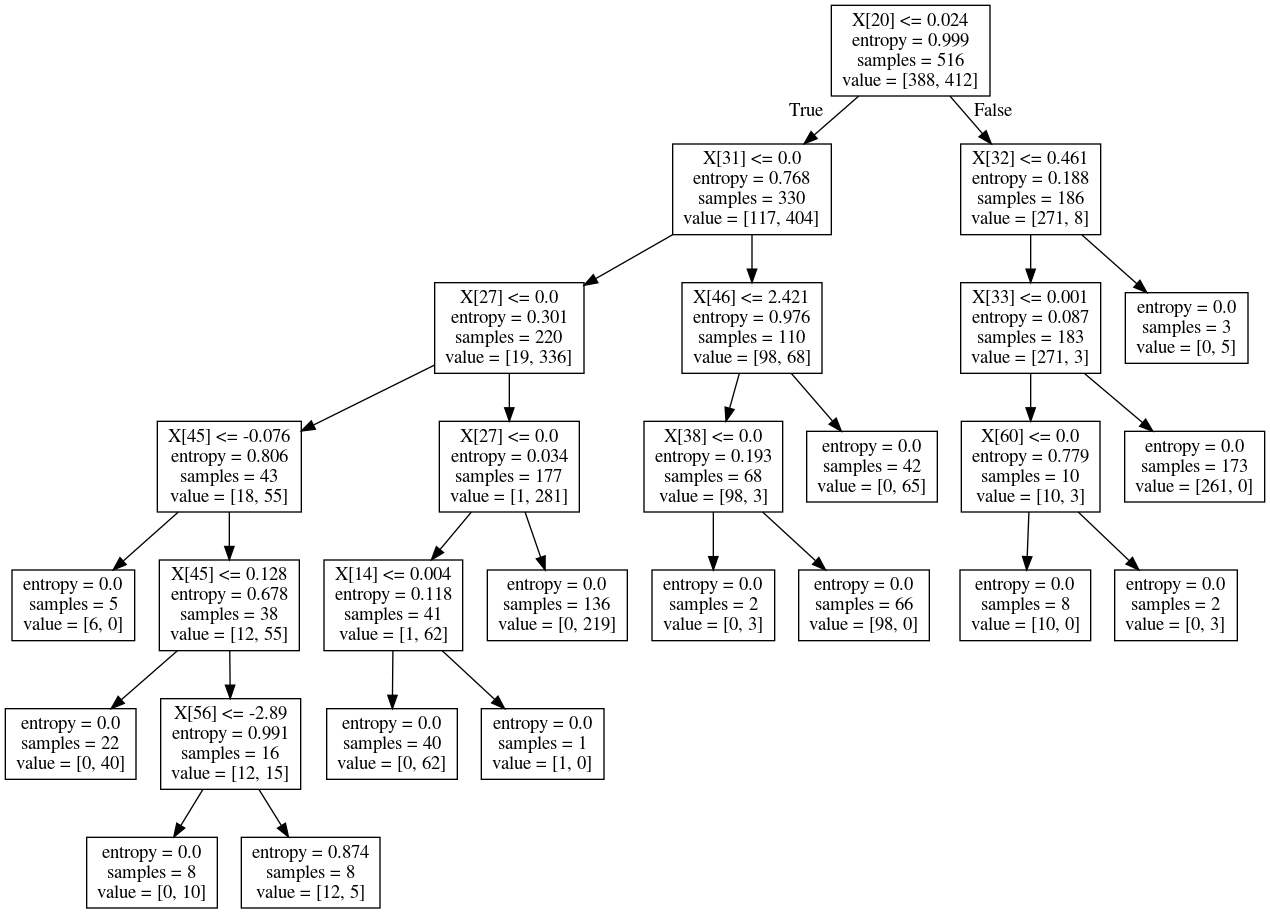 X[20] <= 0.024
entropy = 0.999
samples = 516
value = [388, 412]
True
False
X[31] <= 0.0
entropy = 0.768
samples = 330
value = [117, 404]
X[32] <= 0.461
entropy = 0.188
samples = 186
value = [271, 8]
X[27] <= 0.0
entropy = 0.301
samples = 220
value = [19, 336]
X[46] <= 2.421
entropy = 0.976
samples = 110
value = [98, 68]
X[33] <= 0.001
entropy = 0.087
samples = 183
value = [271, 3]
entropy = 0.0
samples = 3
value = [0, 5]
X[45] <= -0.076
entropy = 0.806
samples = 43
value = [18, 55]
X[27] <= 0.0
entropy = 0.034
samples = 177
value = [1, 281]
X[38] <= 0.0
entropy = 0.193
samples = 68
value = [98, 3]
entropy = 0.0
samples = 42
value = [0, 65]
X[60] <= 0.0
entropy = 0.779
samples = 10
value = [10, 3]
entropy = 0.0
samples = 173
value = [261, 0]
entropy = 0.0
samples = 5
value = [6, 0]
X[45] <= 0.128
entropy = 0.678
samples = 38
value = [12, 55]
X[14] <= 0.004
entropy = 0.118
samples = 41
value = [1, 62]
entropy = 0.0
samples = 136
value = [0, 219]
entropy = 0.0
samples = 2
value = [0, 3]
entropy = 0.0
samples = 66
value = [98, 0]
entropy = 0.0
samples = 8
value = [10, 0]
entropy = 0.0
samples = 2
value = [0, 3]
entropy = 0.0
samples = 22
value = [0, 40]
X[56] <= -2.89
entropy = 0.991
samples = 16
value = [12, 15]
entropy = 0.0
samples = 40
value = [0, 62]
entropy = 0.0
samples = 1
value = [1, 0]
entropy = 0.0
samples = 8
value = [0, 10]
entropy = 0.874
samples = 8
value = [12, 5]